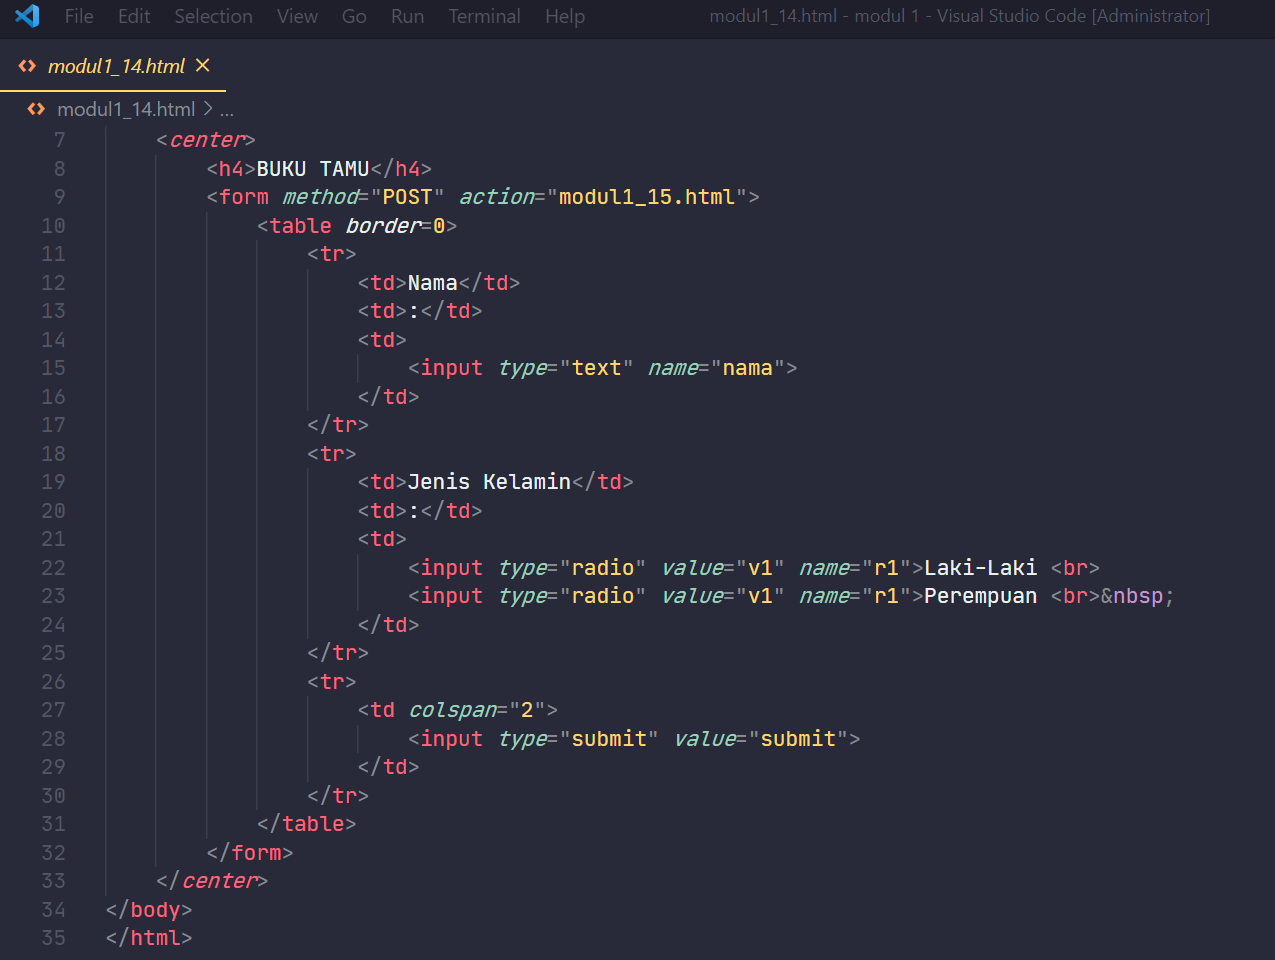 File Edit Selection View Go Run Terminal Help modul1_14.html - modul 1 - Visual Studio Code [Administrator]
modul1_14.html
modul1_14.html > ...
7 <center>
8 <h4>BUKU TAMU</h4>
9 <form method="POST" action="modul1_15.html">
10 <table border=0>
11 <tr>
12 <td>Nama</td>
13 <td>:</td>
14 <td>
15 <input type="text" name="nama">
16 </td>
17 </tr>
18 <tr>
19 <td>Jenis Kelamin</td>
20 <td>:</td>
21 <td>
22 <input type="radio" value="v1" name="r1">Laki-Laki <br>
23 <input type="radio" value="v1" name="r1">Perempuan <br>&nbsp;
24 </td>
25 </tr>
26 <tr>
27 <td colspan="2">
28 <input type="submit" value="submit">
29 </td>
30 </tr>
31 </table>
32 </form>
33 </center>
34 </body>
35 </html>